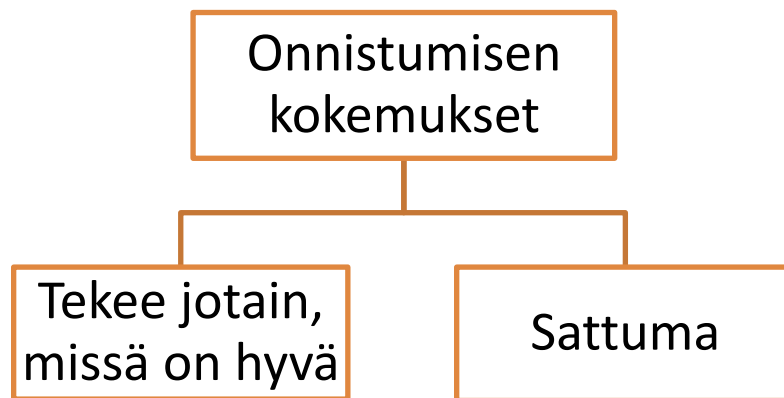 Onnistumisen
kokemukset
Tekee jotain,
missä on hyvä
Sattuma